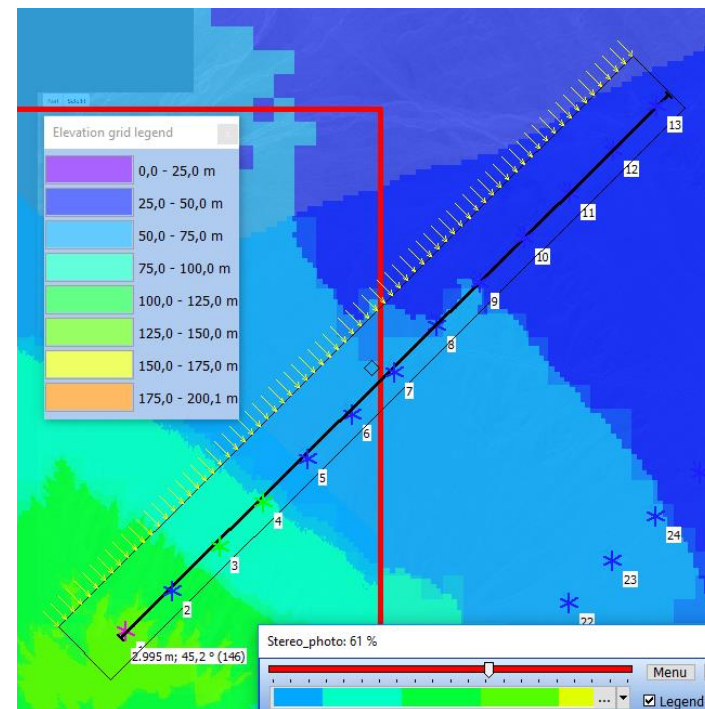 Elevation grid legend
0,0 - 25,0 m
25,0 - 50,0 m
50,0 - 75,0 m
75,0 - 100,0 m
100,0 - 125,0 m
125,0 - 150,0 m
150,0 - 175,0 m
175,0 - 200,1 m
13
12
11
10
9
8
7
6
5
4
3
2
24
23
22
2.995 m; 45,2 ° (146)
Stereo_photo: 61 %
Menu
...
Legend